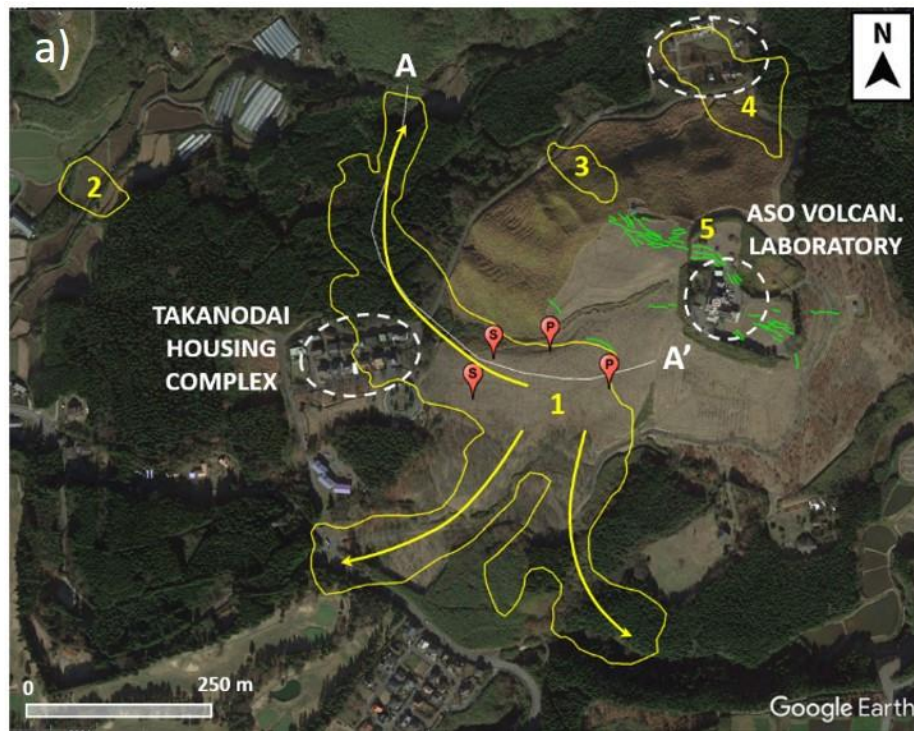 a)
N
A
4
3
2
5
ASO VOLCAN.
LABORATORY
TAKANODAI
HOUSING
COMPLEX
S
P
S
P
A'
1
0
250 m
Google Earth